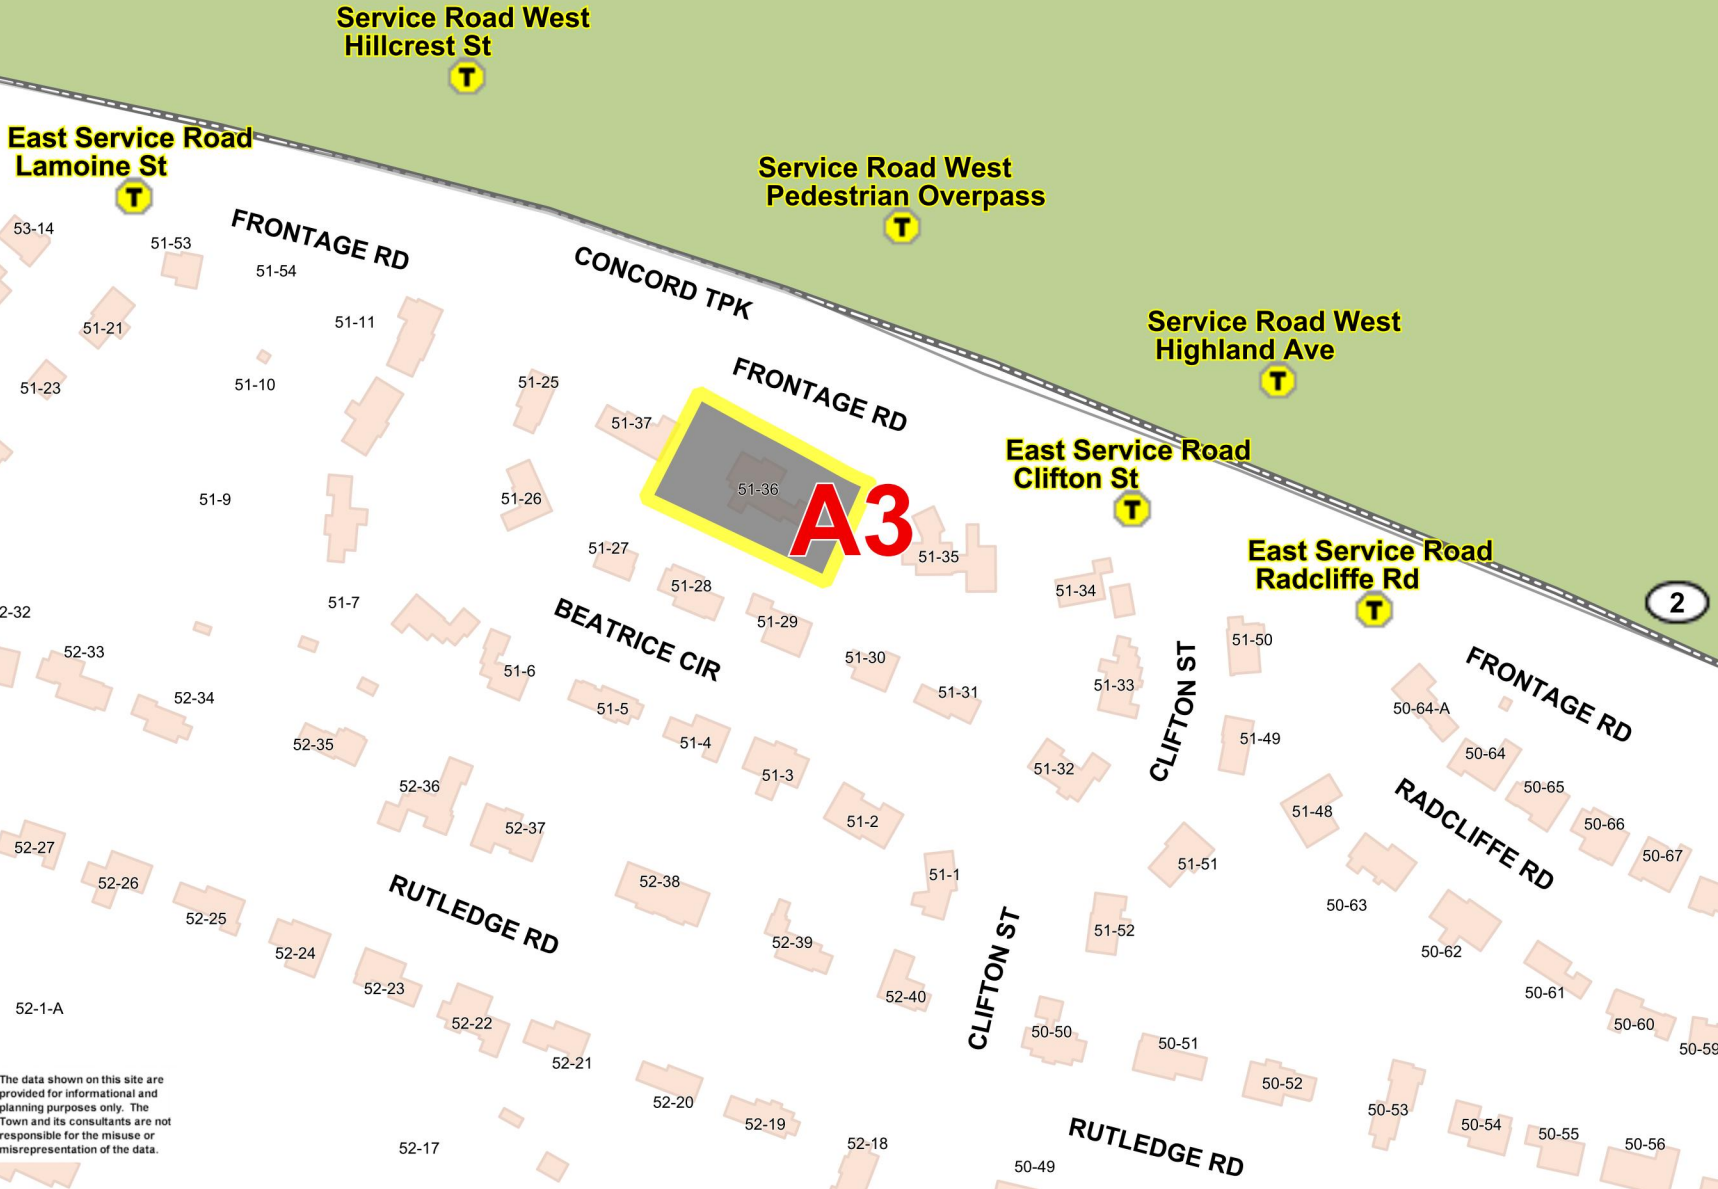 Service Road West
Hillcrest St
T
East Service Road
Lamoine St
T
Service Road West
Pedestrian Overpass
T
53-14
51-53
FRONTAGE RD
51-54
CONCORD TPK
51-21
51-11
Service Road West
Highland Ave
T
51-23
51-10
51-25
FRONTAGE RD
51-37
East Service Road
Clifton St
T
51-9
51-26
51-36
A3
51-27
51-35
East Service Road
Radcliffe Rd
T
2
51-28
51-34
2-32
51-7
BEATRICE CIR
51-29
51-50
52-33
51-6
51-30
CLIFTON ST
FRONTAGE RD
52-34
51-5
51-31
51-33
50-64-A
52-35
51-4
51-49
50-64
51-3
51-32
52-36
50-65
51-2
51-48
RADCLIFFE RD
50-66
52-37
52-27
50-67
52-26
52-38
51-1
51-51
52-25
RUTLEDGE RD
50-63
52-24
52-39
51-52
50-62
52-23
52-40
CLIFTON ST
50-61
52-1-A
52-22
50-50
50-60
52-21
50-51
50-59
52-20
50-52
52-19
50-53
50-54
50-55
50-56
52-17
52-18
RUTLEDGE RD
50-49
The data shown on this site are
provided for informational and
planning purposes only. The
Town and its consultants are not
responsible for the misuse or
misrepresentation of the data.